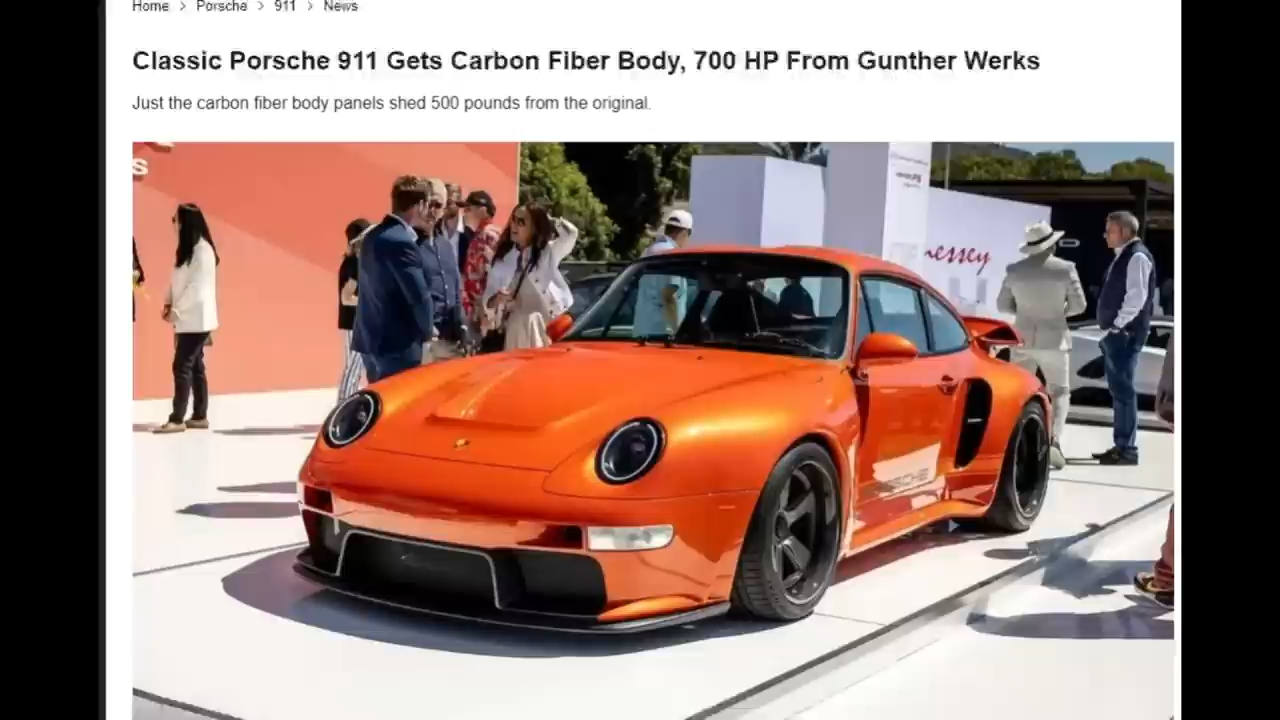 Home > Porsche > 911 > News
Classic Porsche 911 Gets Carbon Fiber Body, 700 HP From Gunther Werks
Just the carbon fiber body panels shed 500 pounds from the original.
s
nessey